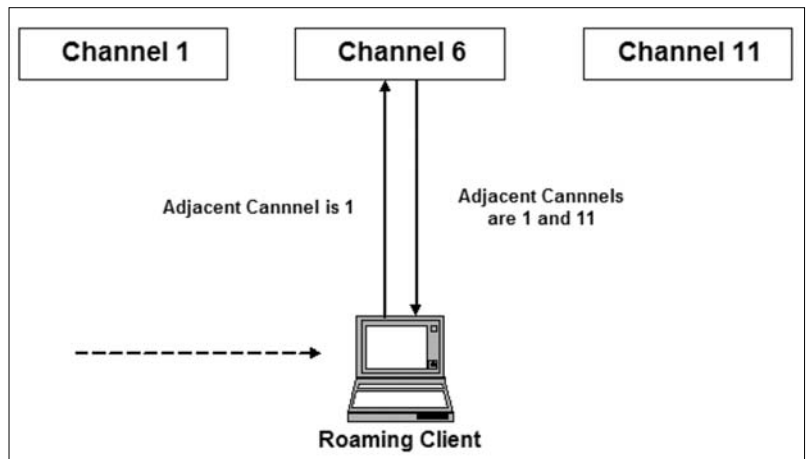 Channel 1
Channel 6
Channel 11
Adjacent Cannnel is 1
Adjacent Cannnels
are 1 and 11
Roaming Client